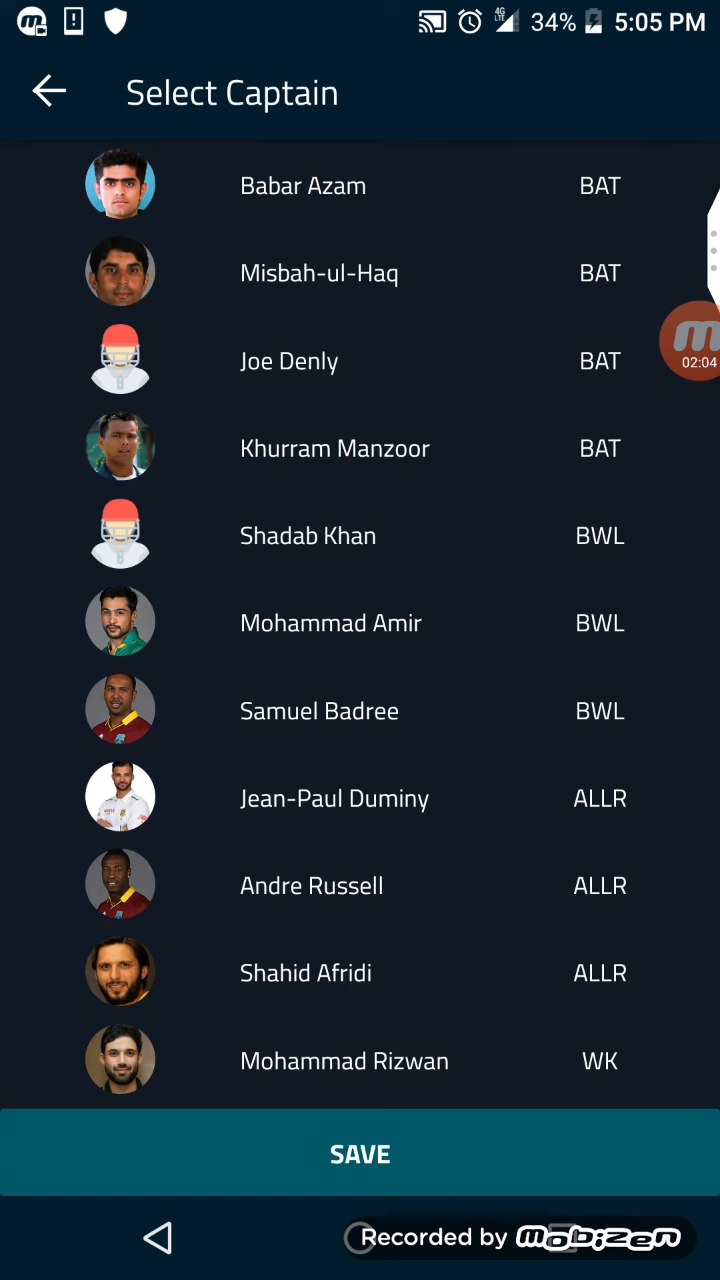 4G LTE 34% 5:05 PM
Select Captain
Babar Azam BAT
Misbah-ul-Haq BAT
02:04
Joe Denly BAT
Khurram Manzoor BAT
Shadab Khan BWL
Mohammad Amir BWL
Samuel Badree BWL
Jean-Paul Duminy ALLR
Andre Russell ALLR
Shahid Afridi ALLR
Mohammad Rizwan WK
SAVE
Recorded by mobizen